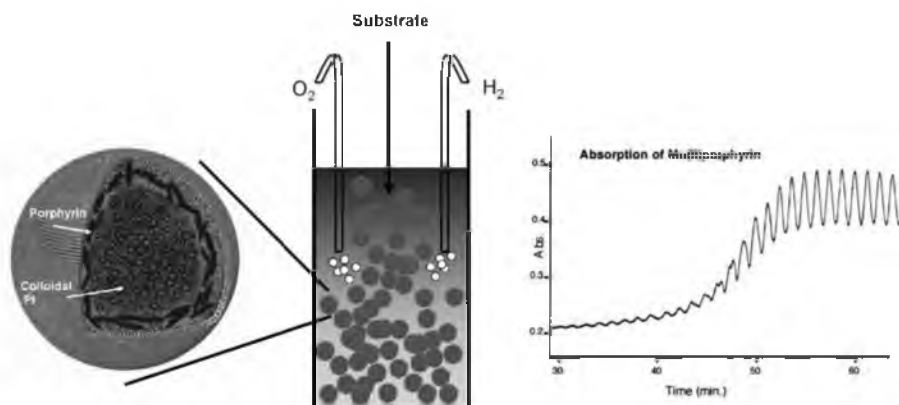 Substrate
O2
H2
Porphyrin
Colloidal
Pt
Absorption of
Abs.
0.5
0.4
0.3
0.2
30
40
50
60
Time (min.)